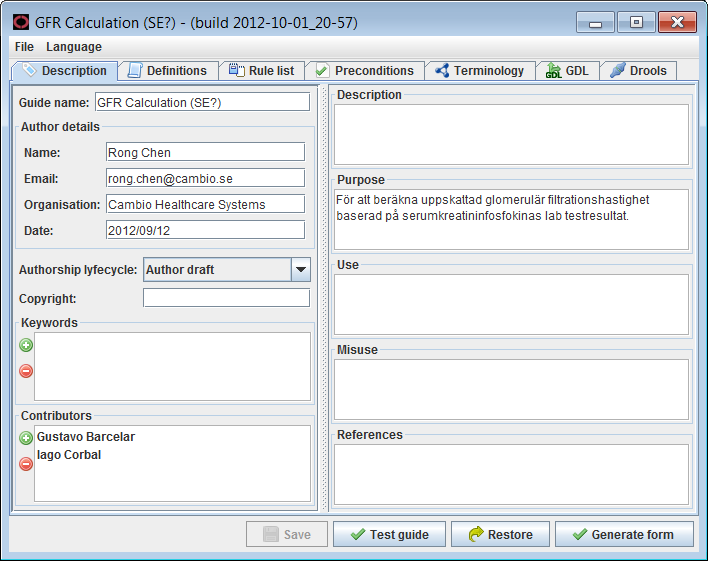 GFR Calculation (SE?) - (build 2012-10-01_20-57)
File Language
Description Definitions Rule list Preconditions Terminology GDL GDL Drools
Guide name: GFR Calculation (SE?)
Author details
Name: Rong Chen
Email: rong.chen@cambio.se
Organisation: Cambio Healthcare Systems
Date: 2012/09/12
Authorship lyfecycle: Author draft
Copyright:
Keywords
Contributors
Gustavo Barcelar
Iago Corbal
Description
Purpose
För att beräkna uppskattad glomerulär filtrationshastighet
baserad på serumkreatininfosfokinas lab testresultat.
Use
Misuse
References
Save Test guide Restore Generate form